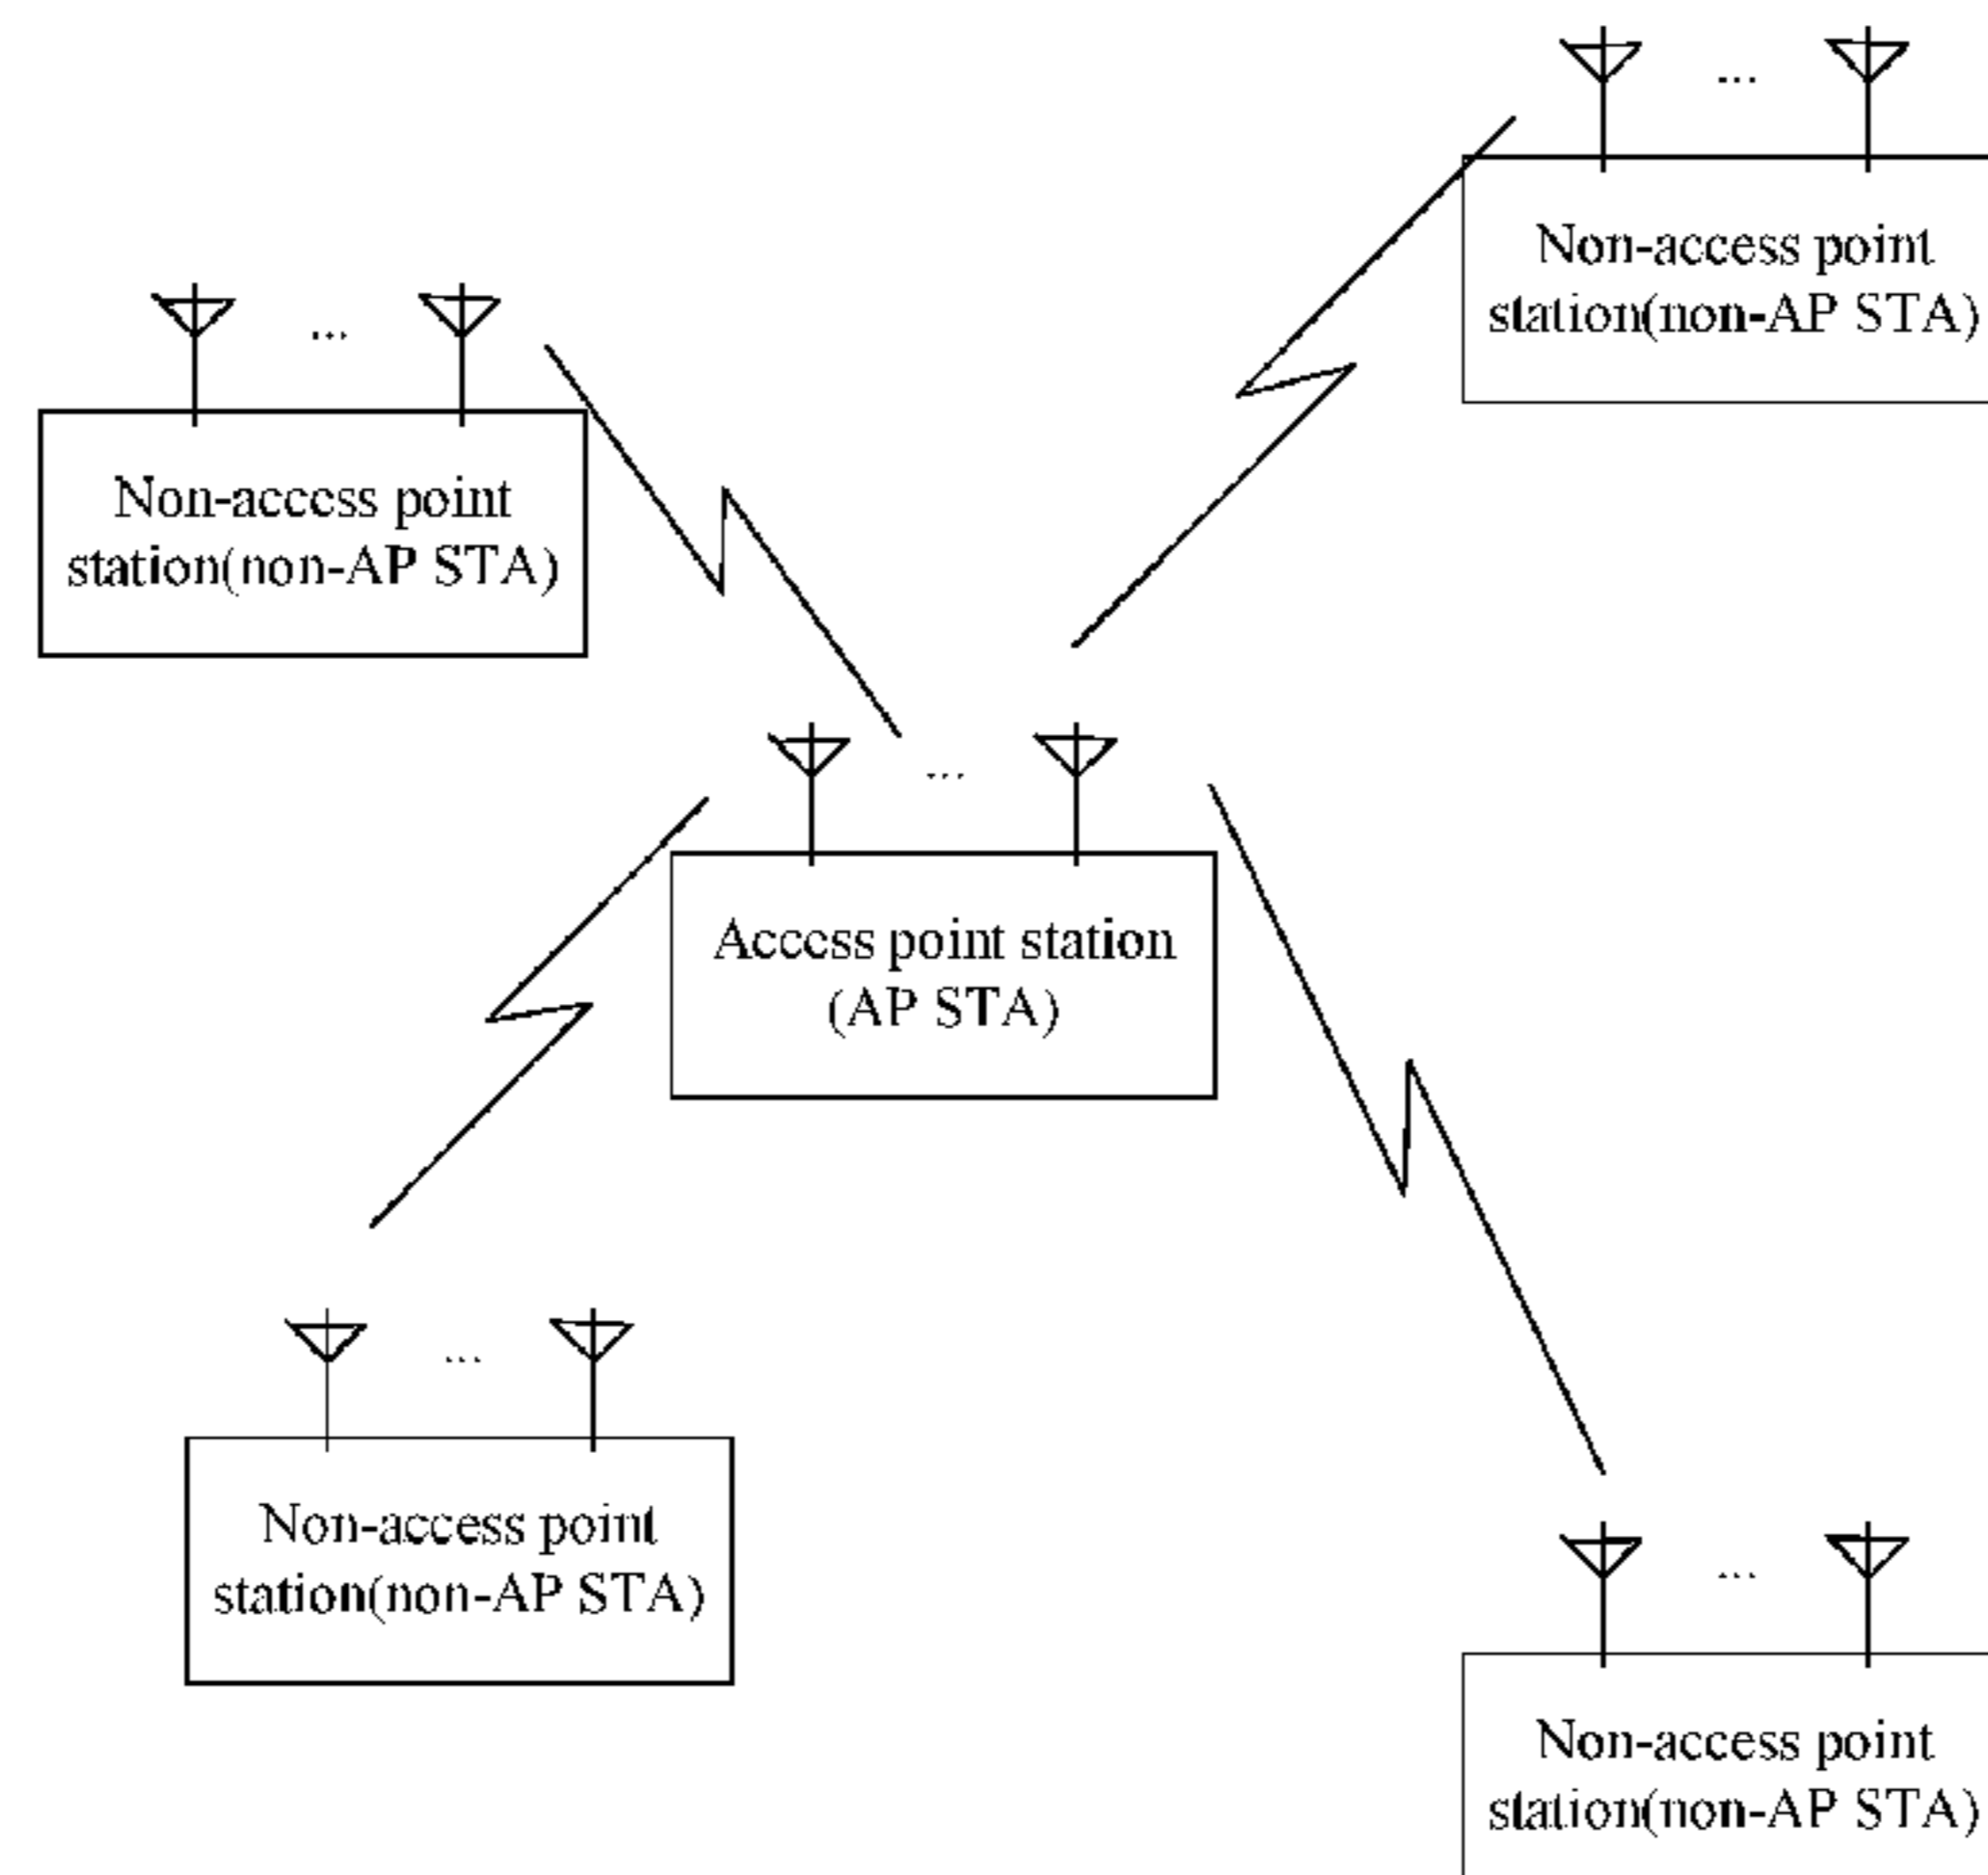 ...
Non-access point
station(non-AP STA)
...
Non-access point
station(non-AP STA)
...
Access point station
(AP STA)
...
Non-access point
station(non-AP STA)
...
Non-access point
station(non-AP STA)